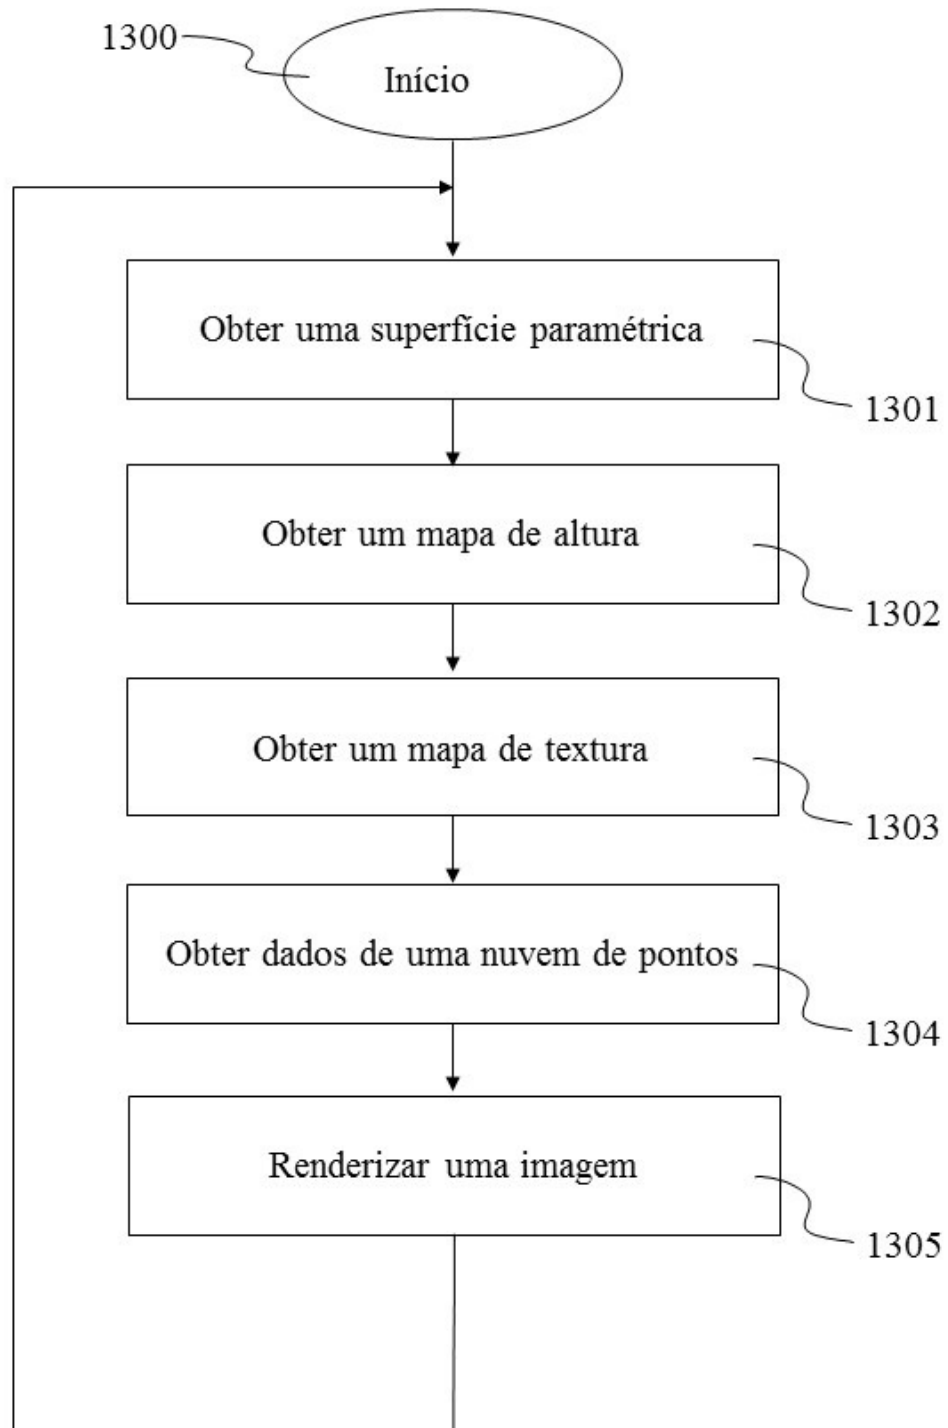 1300
Início
Obter uma superfície paramétrica
1301
Obter um mapa de altura
1302
Obter um mapa de textura
1303
Obter dados de uma nuvem de pontos
1304
Renderizar uma imagem
1305